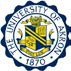 THE UNIVERSITY OF AKRON
1870